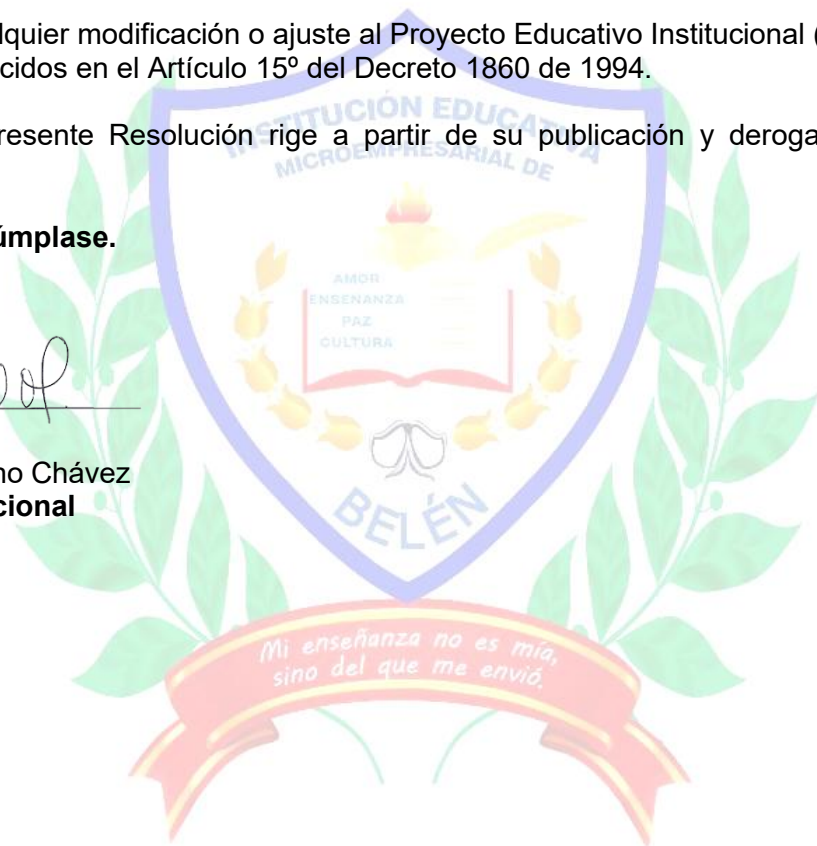 lquier modificación o ajuste al Proyecto Educativo Institucional (
cidos en el Artículo 15º del Decreto 1860 de 1994.
resente Resolución rige a partir de su publicación y deroga
úmplase.
no Chávez
cional
INSTITUCIÓN EDUCATIVA
MICROEMPRESARIAL DE
AMOR
ENSENANZA
PAZ
CULTURA
BELÉN
Mi enseñanza no es mía,
sino del que me envió.